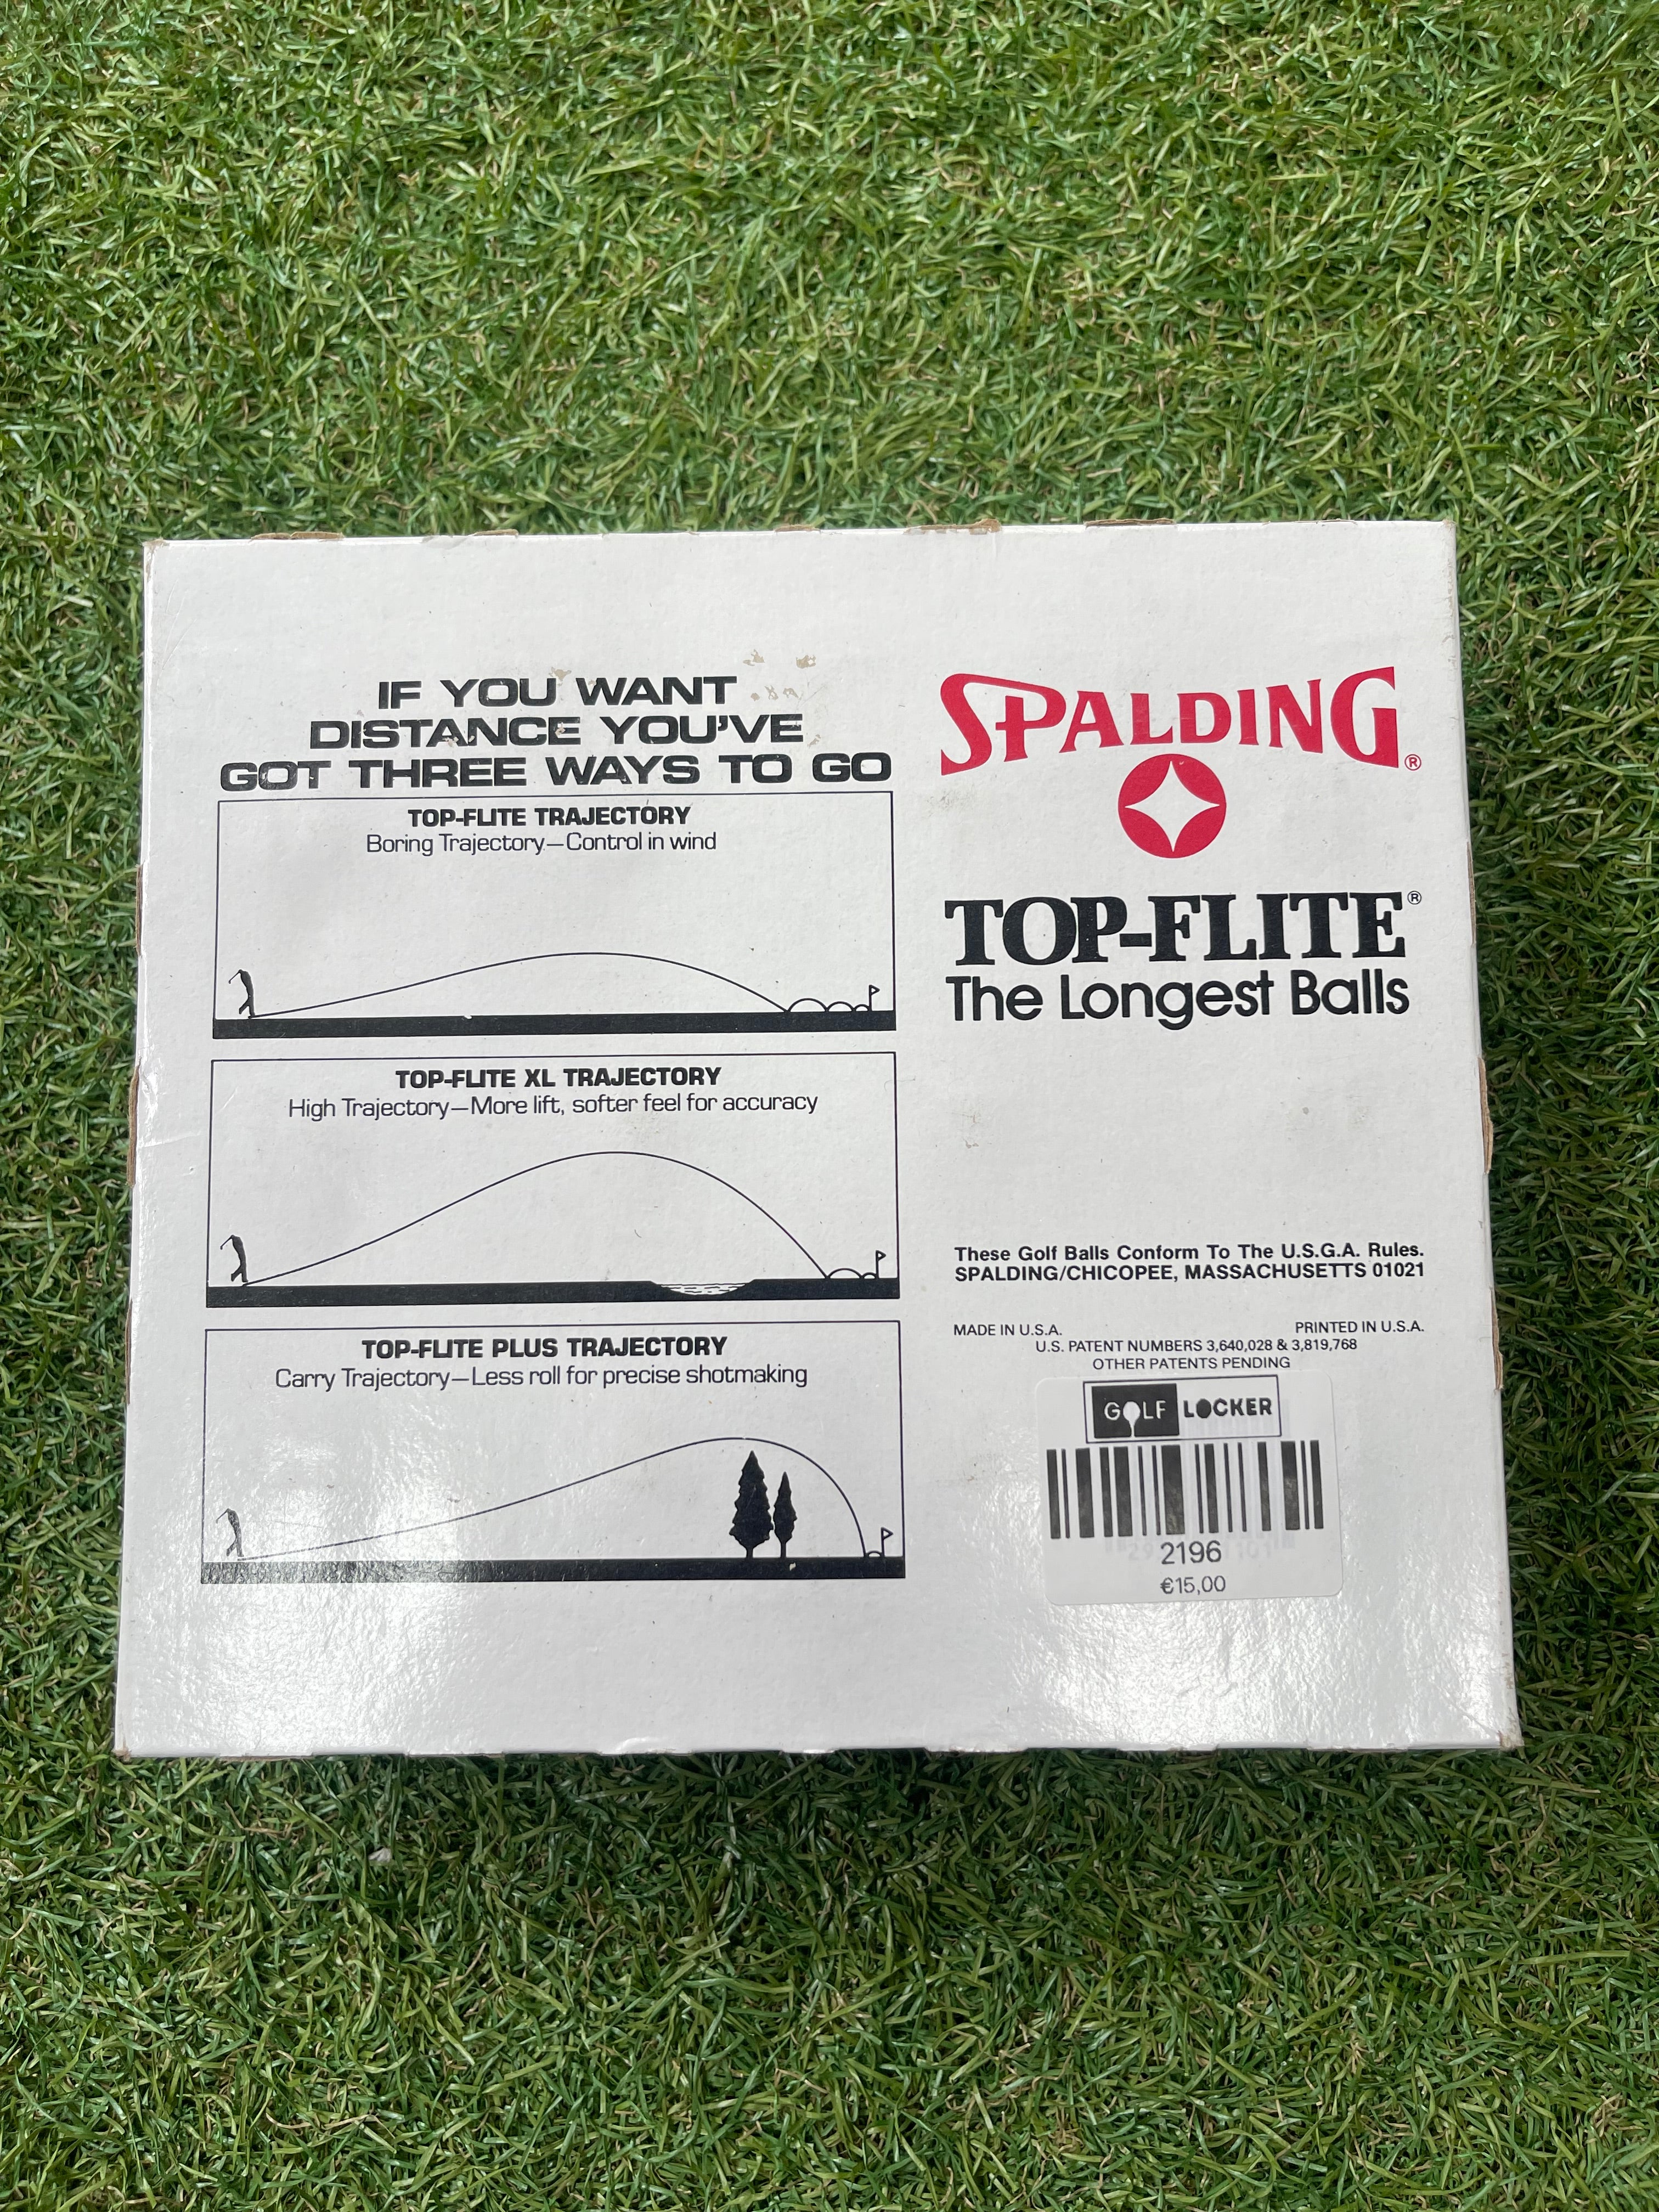 IF YOU WANT
DISTANCE YOU'VE
GOT THREE WAYS TO GO
TOP-FLITE TRAJECTORY
Boring Trajectory—Control in wind
TOP-FLITE XL TRAJECTORY
High Trajectory—More lift, softer feel for accuracy
TOP-FLITE PLUS TRAJECTORY
Carry Trajectory—Less roll for precise shotmaking
SPALDING®
TOP-FLITE®
The Longest Balls
These Golf Balls Conform To The U.S.G.A. Rules.
SPALDING/CHICOPEE, MASSACHUSETTS 01021
MADE IN U.S.A. PRINTED IN U.S.A.
U.S. PATENT NUMBERS 3,640,028 & 3,819,768
OTHER PATENTS PENDING
GOLF LOCKER
2196
€15,00